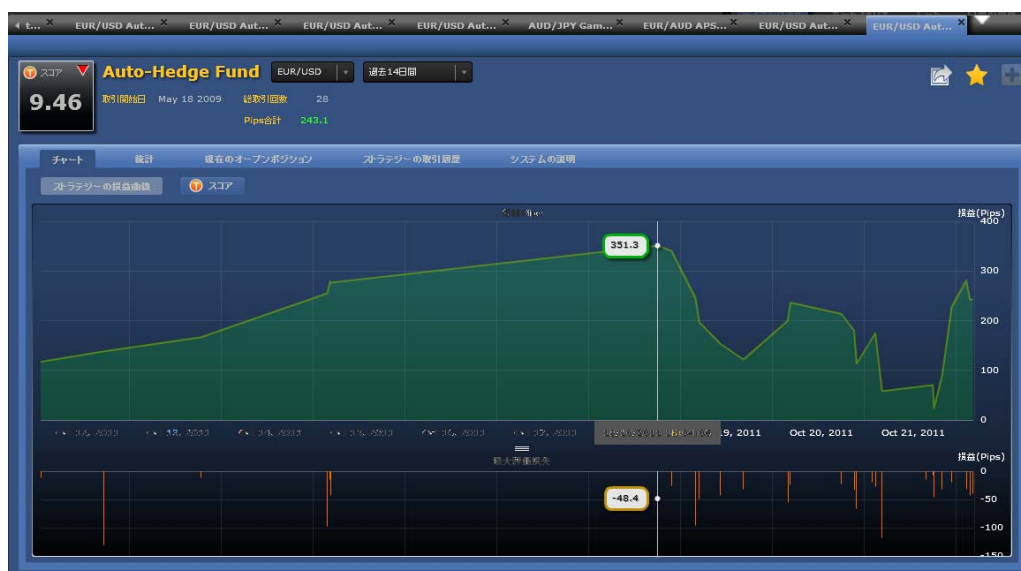 t... EUR/USD Aut... EUR/USD Aut... EUR/USD Aut... EUR/USD Aut... AUD/JPY Gam... EUR/AUD APS... EUR/USD Aut... EUR/USD Aut...
スコア Auto-Hedge Fund EUR/USD 過去14日間
9.46 取引開始日 May 18 2009 総取引回数 28
Pips合計 243.1
チャート 統計 現在のオープンポジション ストラテジーの取引履歴 システムの説明
ストラテジーの損益曲線 スコア
損益(Pips)
400
351.3
300
200
100
0
19, 2011 Oct 20, 2011 Oct 21, 2011
最大評価損失 損益(Pips)
0
-48.4 -50
-100
-150